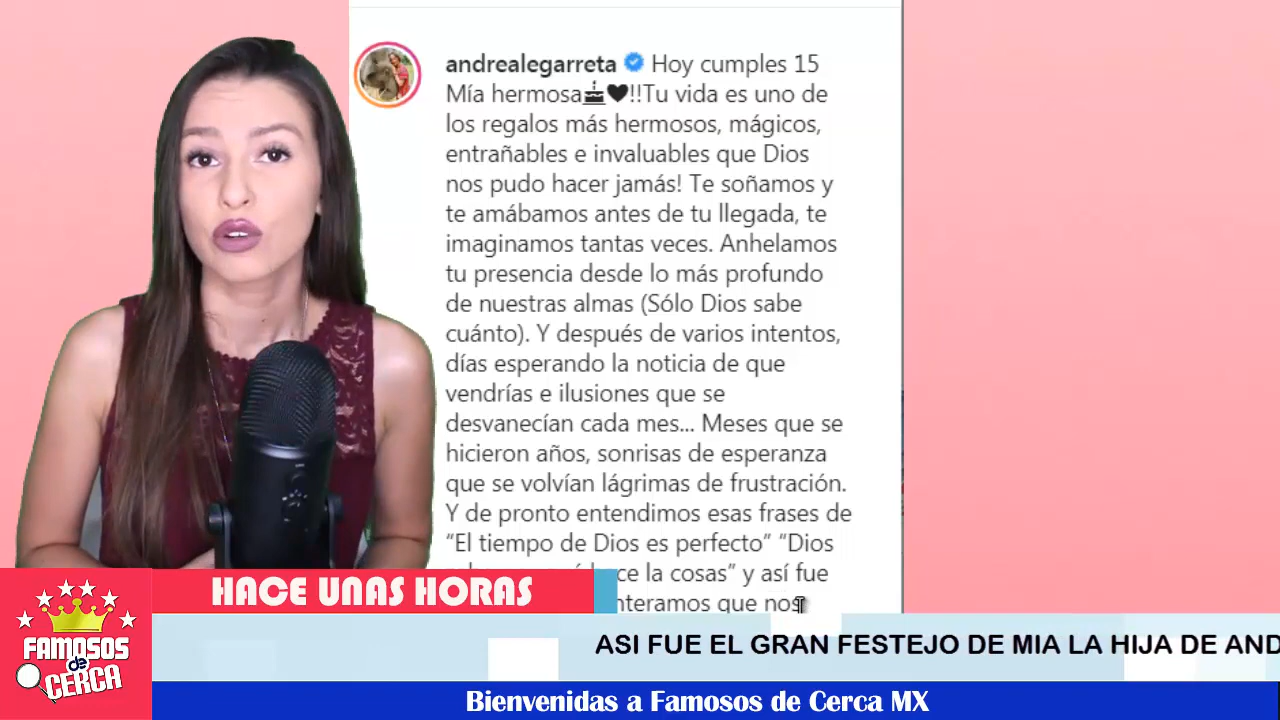 andrealegarreta Hoy cumples 15
Mía hermosa🎂🖤!!Tu vida es uno de
los regalos más hermosos, mágicos,
entrañables e invaluables que Dios
nos pudo hacer jamás! Te soñamos y
te amábamos antes de tu llegada, te
imaginamos tantas veces. Anhelamos
tu presencia desde lo más profundo
de nuestras almas (Sólo Dios sabe
cuánto). Y después de varios intentos,
días esperando la noticia de que
vendrías e ilusiones que se
desvanecían cada mes... Meses que se
hicieron años, sonrisas de esperanza
que se volvían lágrimas de frustración.
Y de pronto entendimos esas frases de
“El tiempo de Dios es perfecto” “Dios
la cosas” y así fue
que nos
HACE UNAS HORAS
FAMOSOS
de
CERCA
ASI FUE EL GRAN FESTEJO DE MIA LA HIJA DE AND
Bienvenidas a Famosos de Cerca MX